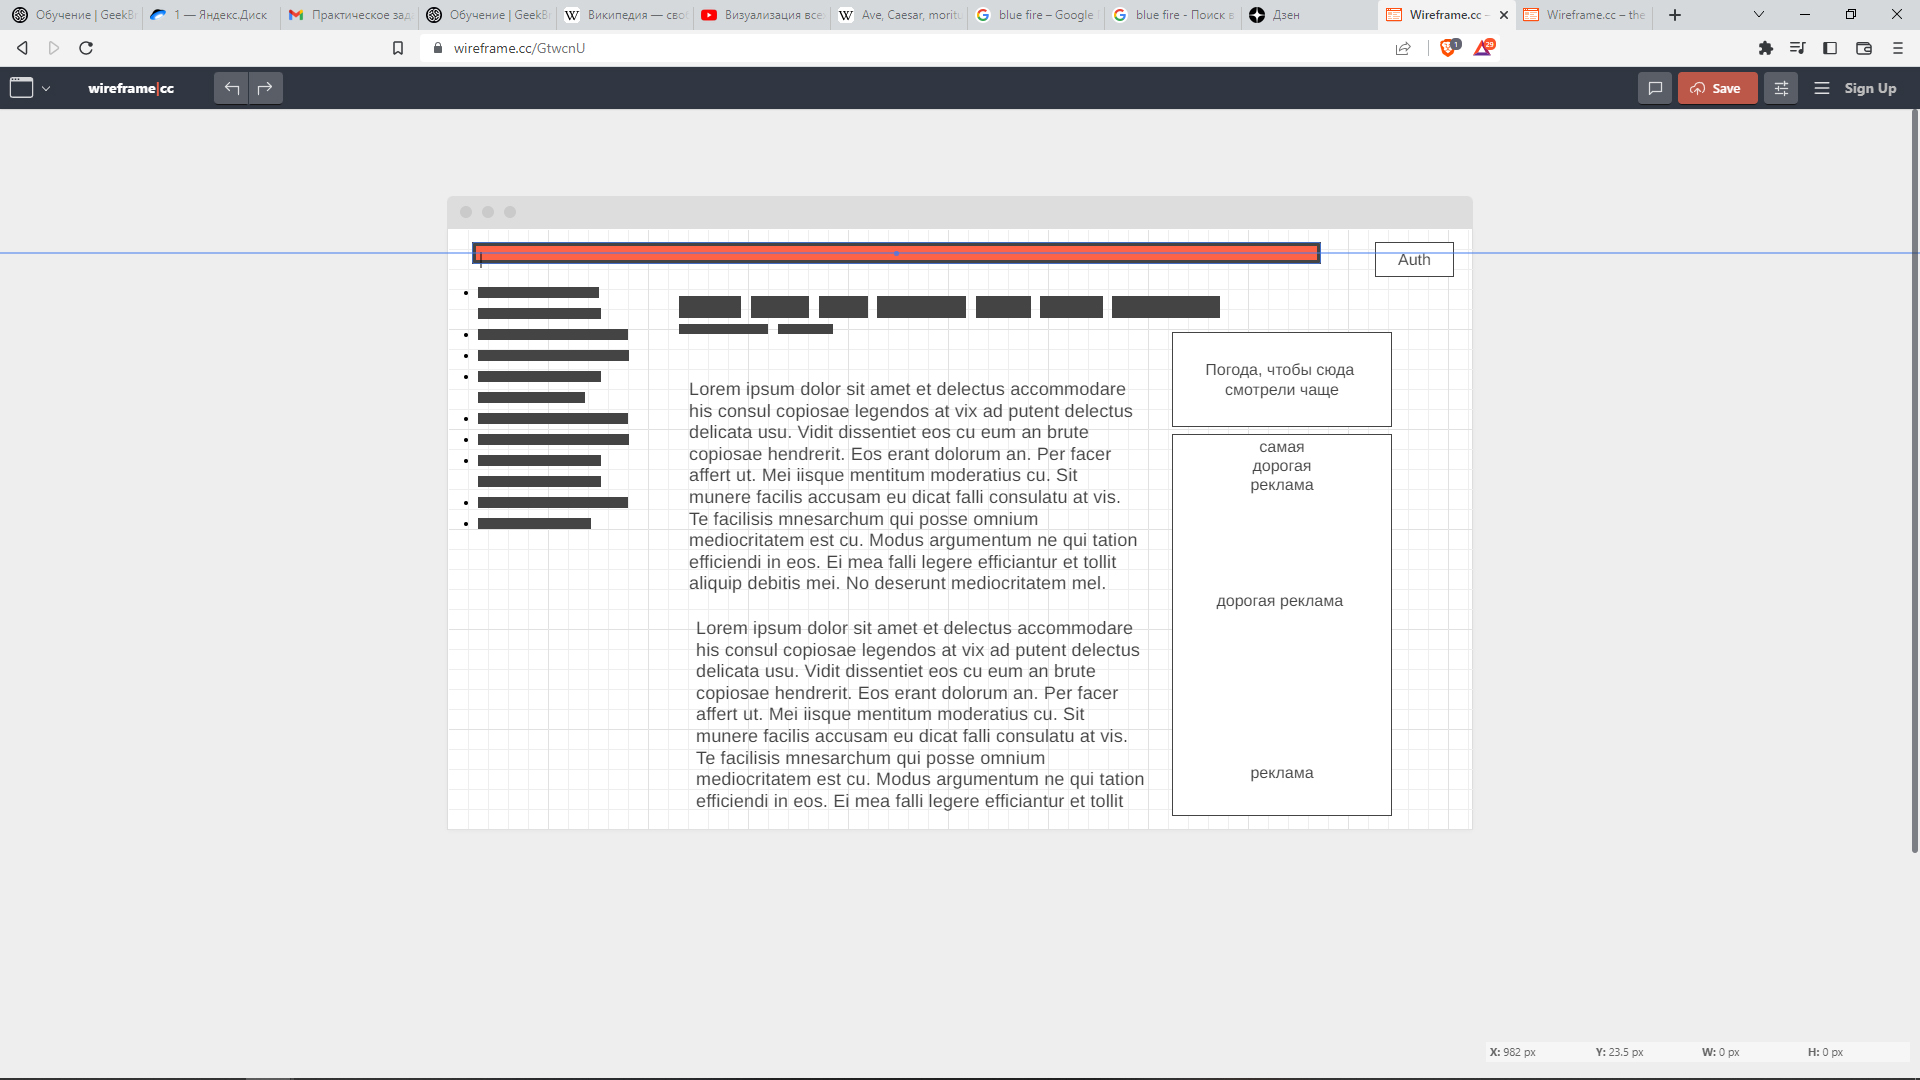 Обучение | GeekB
1 — Яндекс.Диск
Практическое зад
Обучение | GeekB
Википедия — сво
Визуализация все
Ave, Caesar, moritu
blue fire – Google
blue fire - Поиск в
Дзен
Wireframe.cc –
Wireframe.cc – the
wireframe.cc/GtwcnU
1
29
wireframe|cc
Save
Sign Up
Auth
Погода, чтобы сюда
смотрели чаще
Lorem ipsum dolor sit amet et delectus accommodare
his consul copiosae legendos at vix ad putent delectus
delicata usu. Vidit dissentiet eos cu eum an brute
copiosae hendrerit. Eos erant dolorum an. Per facer
affert ut. Mei iisque mentitum moderatius cu. Sit
munere facilis accusam eu dicat falli consulatu at vis.
Te facilisis mnesarchum qui posse omnium
mediocritatem est cu. Modus argumentum ne qui tation
efficiendi in eos. Ei mea falli legere efficiantur et tollit
aliquip debitis mei. No deserunt mediocritatem mel.
самая
дорогая
реклама
дорогая реклама
реклама
Lorem ipsum dolor sit amet et delectus accommodare
his consul copiosae legendos at vix ad putent delectus
delicata usu. Vidit dissentiet eos cu eum an brute
copiosae hendrerit. Eos erant dolorum an. Per facer
affert ut. Mei iisque mentitum moderatius cu. Sit
munere facilis accusam eu dicat falli consulatu at vis.
Te facilisis mnesarchum qui posse omnium
mediocritatem est cu. Modus argumentum ne qui tation
efficiendi in eos. Ei mea falli legere efficiantur et tollit
X: 982 px Y: 23.5 px W: 0 px H: 0 px